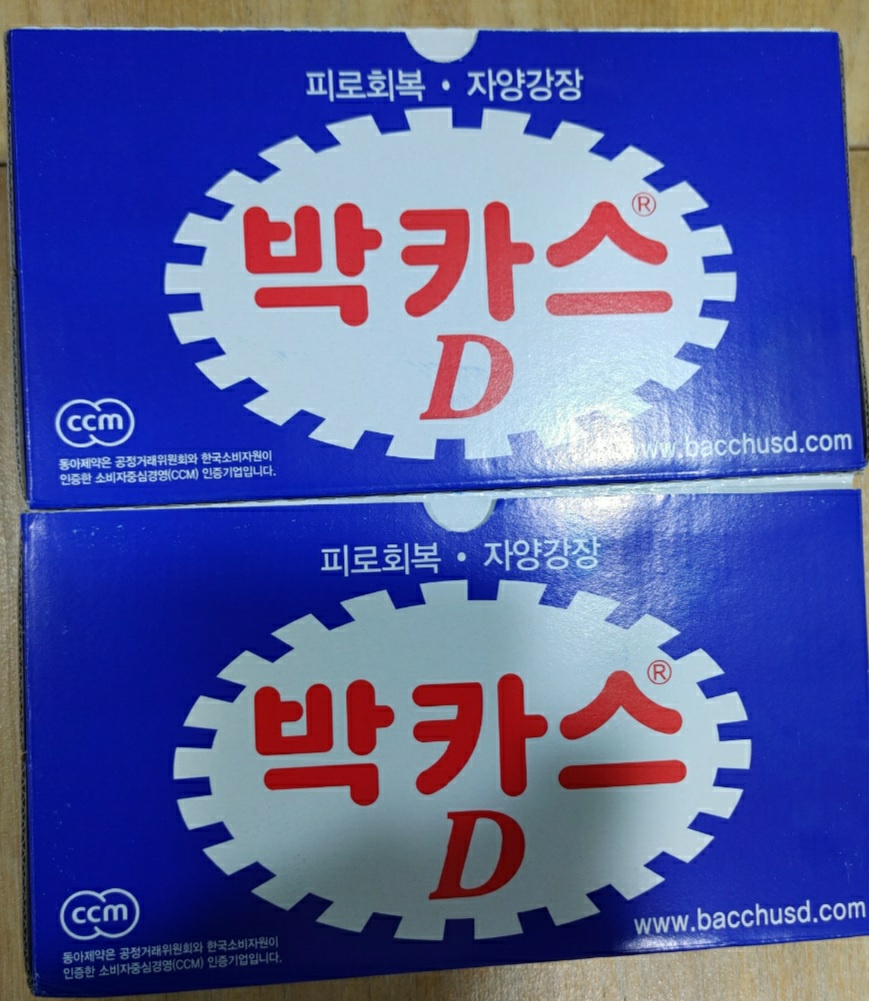 피로회복 • 자양강장
박카스®
D
ccm
동아제약은 공정거래위원회와 한국소비자원이
인증한 소비자중심경영(CCM) 인증기업입니다.
www.bacchusd.com
피로회복 • 자양강장
박카스®
D
ccm
동아제약은 공정거래위원회와 한국소비자원이
인증한 소비자중심경영(CCM) 인증기업입니다.
www.bacchusd.com